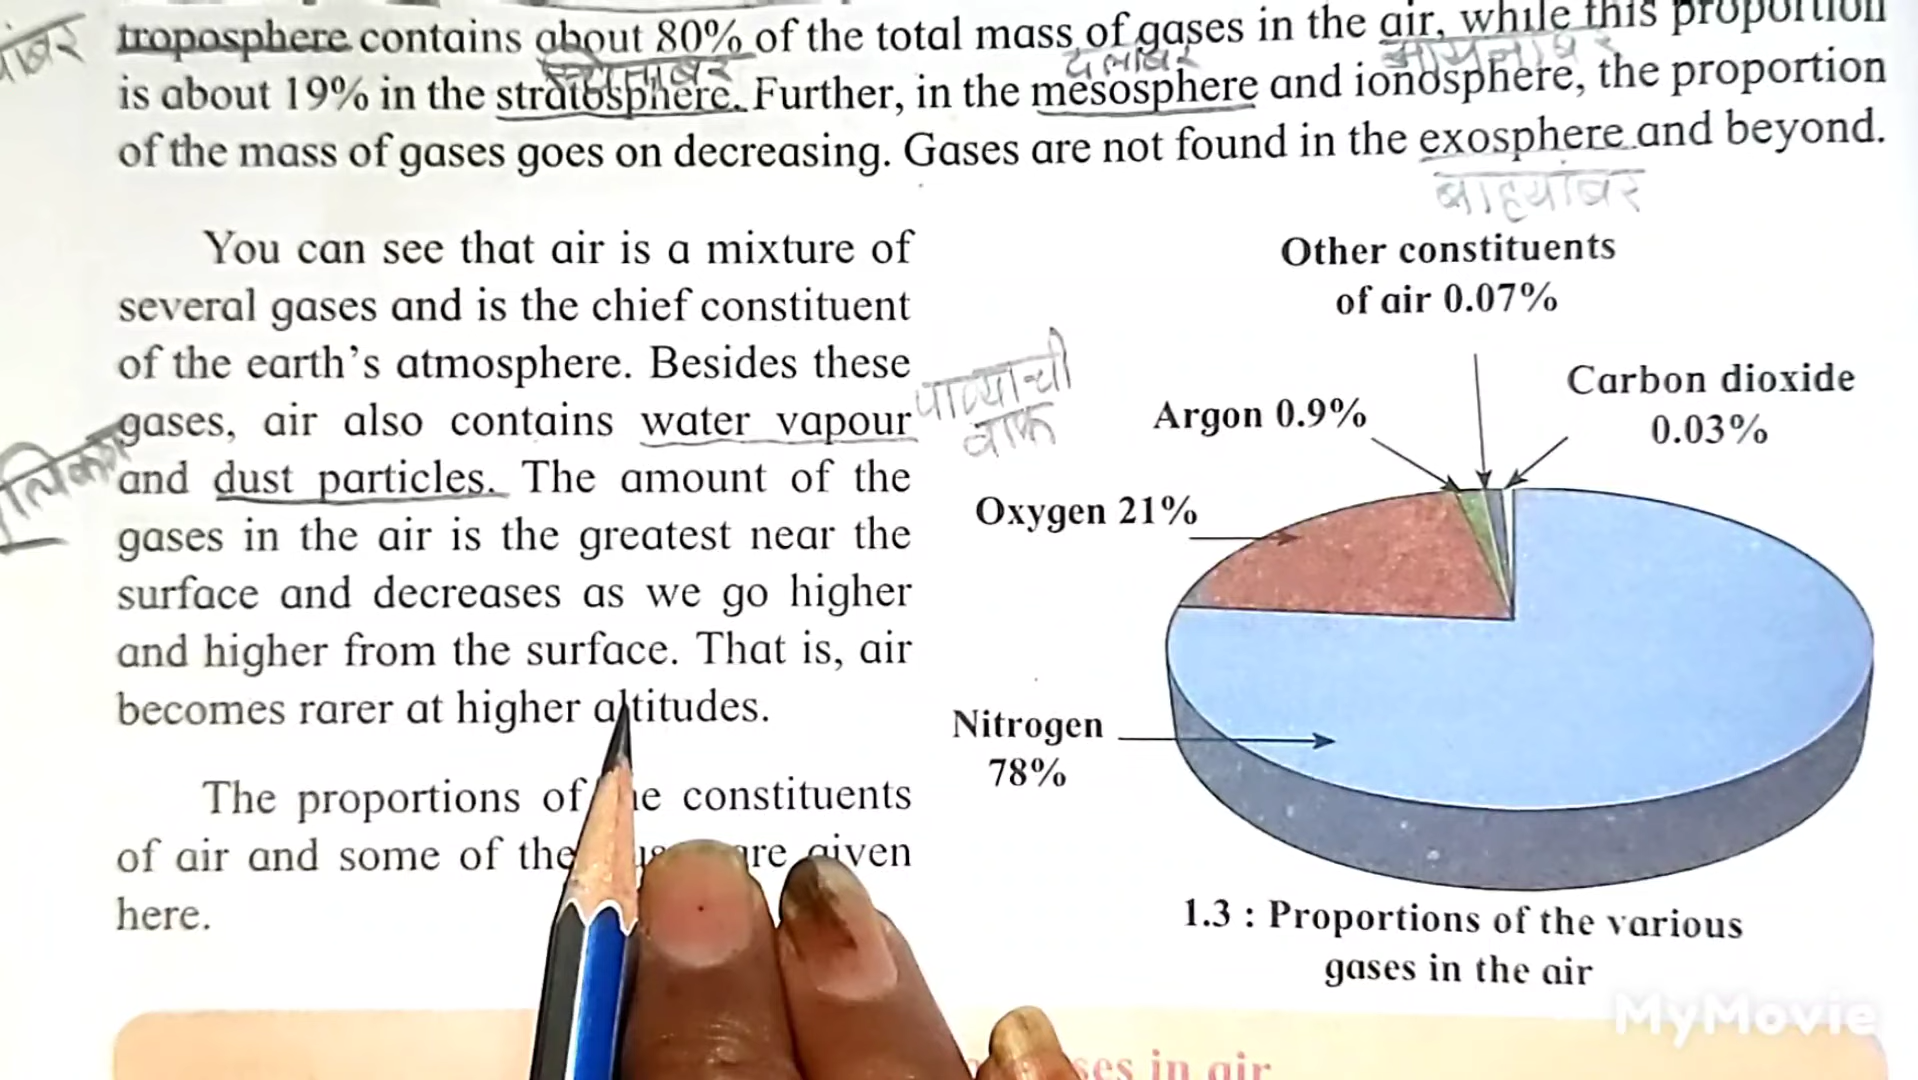 troposphere contains about 80% of the total mass of gases in the air, while this proportion
is about 19% in the stratosphere. Further, in the mesosphere and ionosphere, the proportion
of the mass of gases goes on decreasing. Gases are not found in the exosphere and beyond.
बाह्यांबर
You can see that air is a mixture of
several gases and is the chief constituent
of the earth’s atmosphere. Besides these
gases, air also contains water vapour
and dust particles. The amount of the
gases in the air is the greatest near the
surface and decreases as we go higher
and higher from the surface. That is, air
becomes rarer at higher altitudes.
The proportions of constituents
of air and some of given
here.
पाण्याची
वाफ
Other constituents
of air 0.07%
Carbon dioxide
0.03%
Argon 0.9%
Oxygen 21%
Nitrogen
78%
1.3 : Proportions of the various
gases in the air
in air
MyMovie